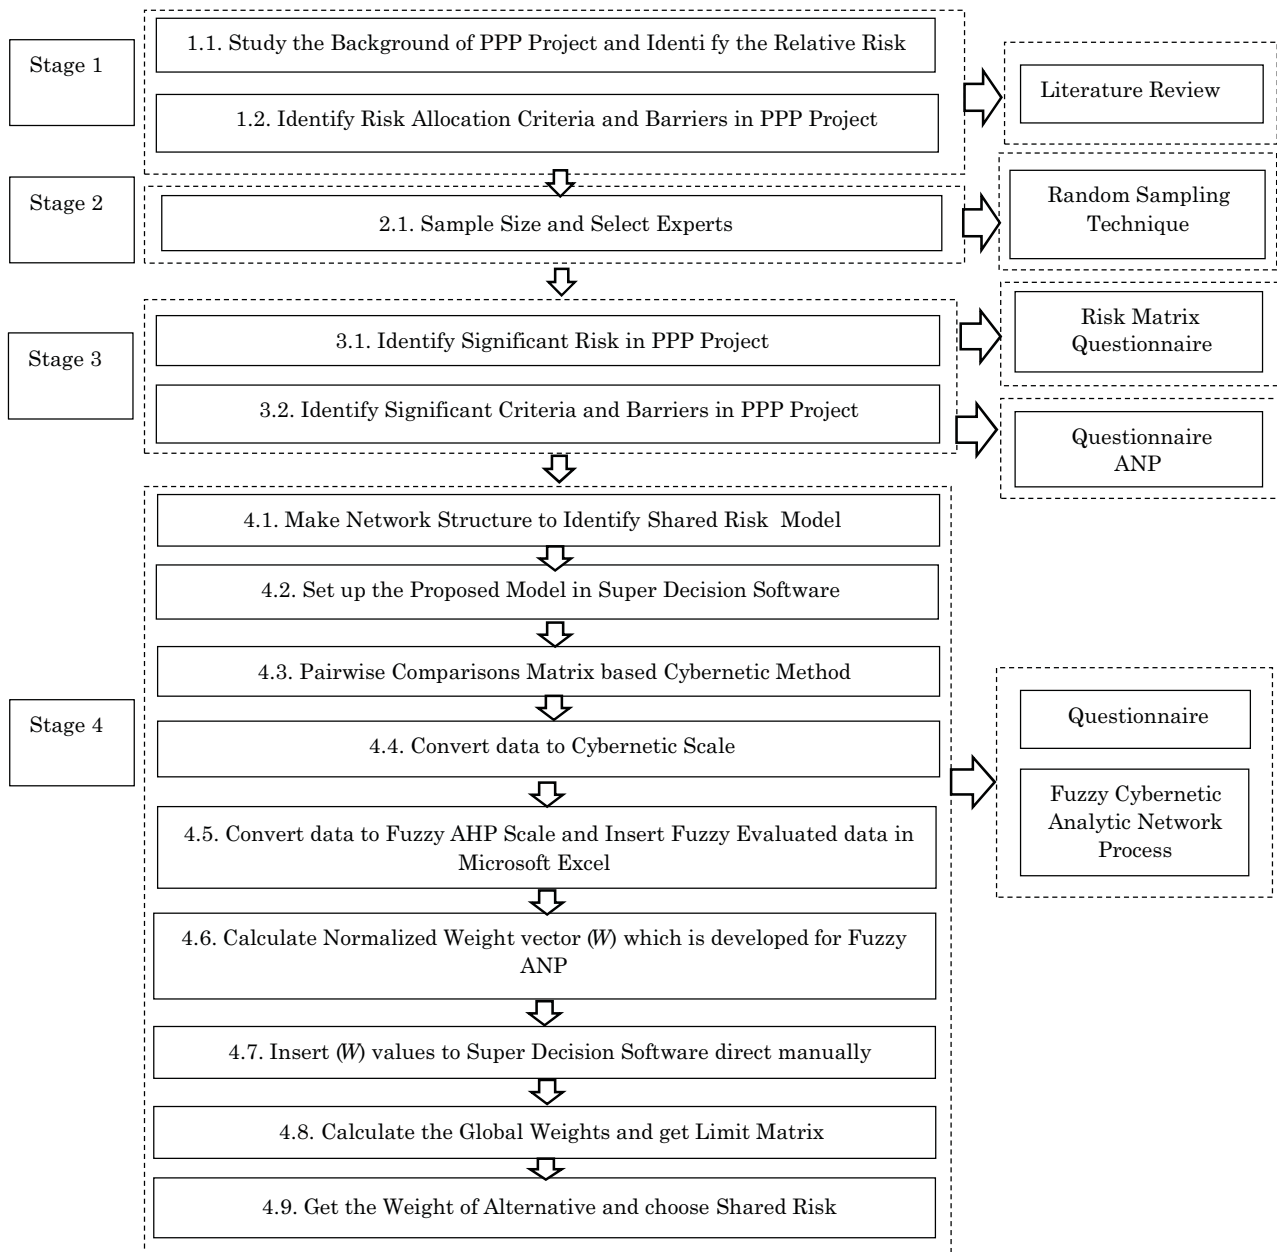 Stage 1
1.1. Study the Background of PPP Project and Identi fy the Relative Risk
1.2. Identify Risk Allocation Criteria and Barriers in PPP Project
Literature Review
Stage 2
2.1. Sample Size and Select Experts
Random Sampling
Technique
Stage 3
3.1. Identify Significant Risk in PPP Project
3.2. Identify Significant Criteria and Barriers in PPP Project
Risk Matrix
Questionnaire
Questionnaire
ANP
Stage 4
4.1. Make Network Structure to Identify Shared Risk Model
4.2. Set up the Proposed Model in Super Decision Software
4.3. Pairwise Comparisons Matrix based Cybernetic Method
4.4. Convert data to Cybernetic Scale
4.5. Convert data to Fuzzy AHP Scale and Insert Fuzzy Evaluated data in
Microsoft Excel
4.6. Calculate Normalized Weight vector (W) which is developed for Fuzzy
ANP
4.7. Insert (W) values to Super Decision Software direct manually
4.8. Calculate the Global Weights and get Limit Matrix
4.9. Get the Weight of Alternative and choose Shared Risk
Questionnaire
Fuzzy Cybernetic
Analytic Network
Process